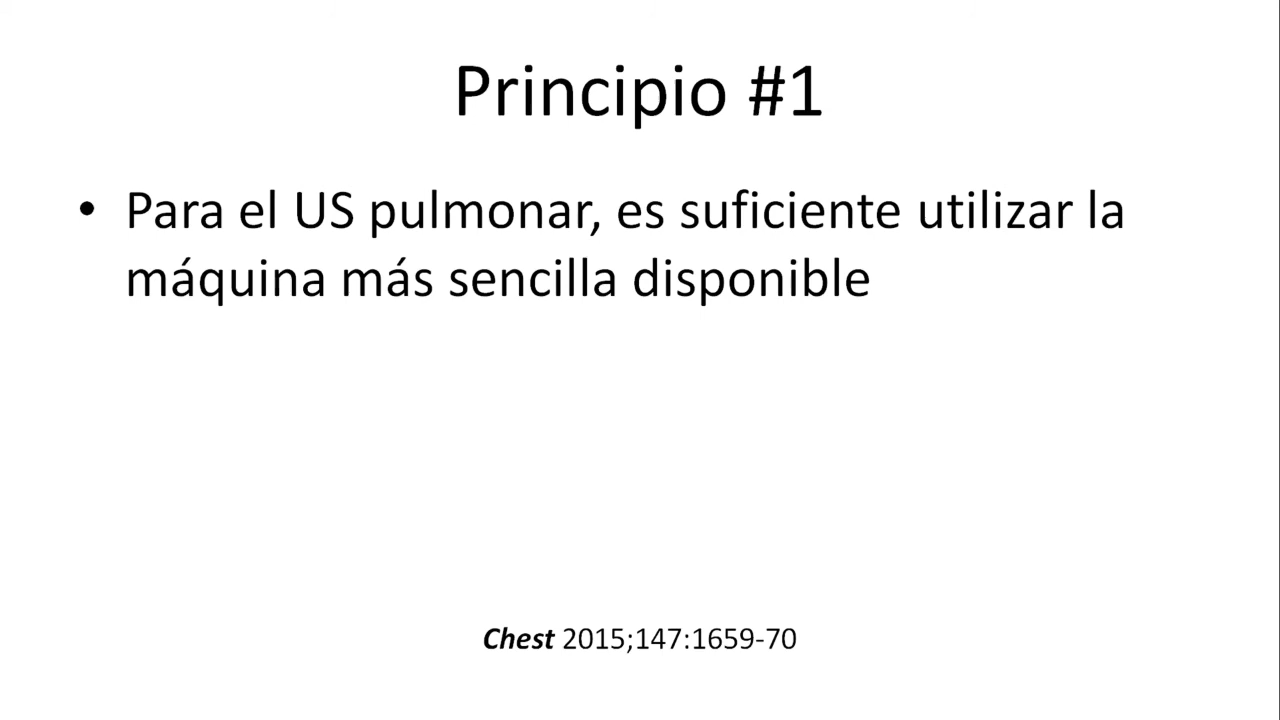 Principio #1
• Para el US pulmonar, es suficiente utilizar la
máquina más sencilla disponible
Chest 2015;147:1659-70